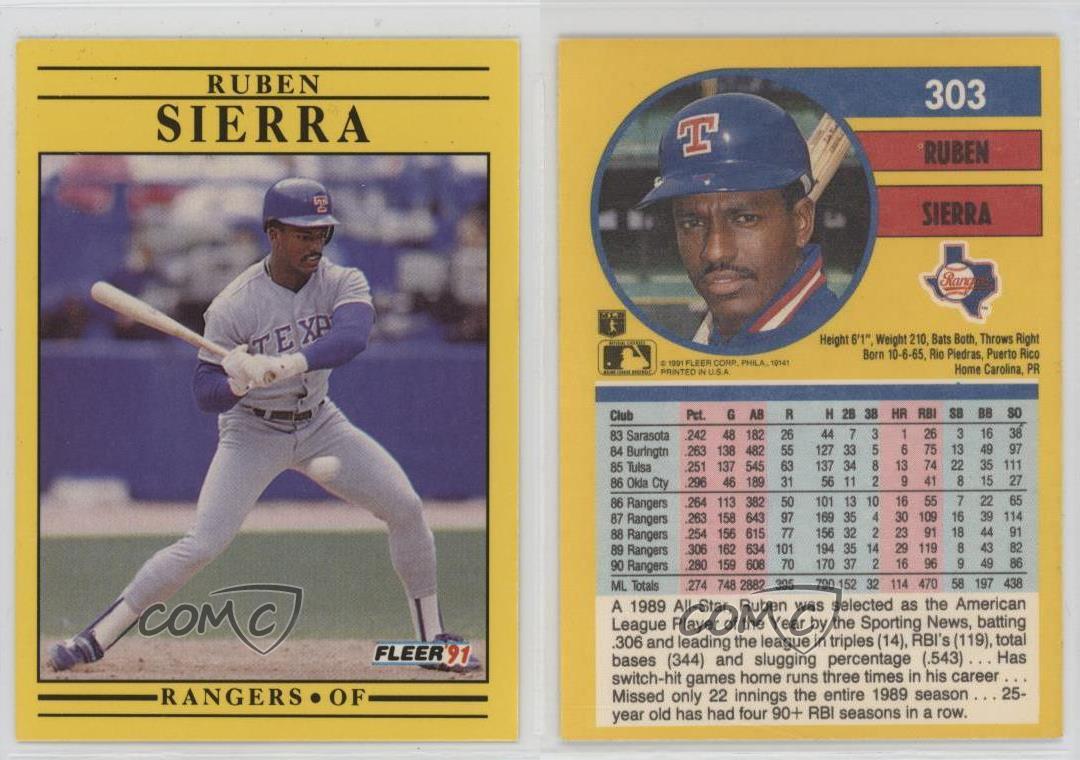 RUBEN
SIERRA
T
TEXA
COMC
FLEER '91
RANGERS • OF
303
RUBEN
SIERRA
T
Rangers
Height 6'1", Weight 210, Bats Both, Throws Right
Born 10-6-65, Rio Piedras, Puerto Rico
Home Carolina, PR
© 1991 FLEER CORP., PHILA., 19141
PRINTED IN U.S.A.
Club Pct. G AB R H 2B 3B HR RBI SB BB SO
83 Sarasota .242 48 182 26 44 7 3 1 26 3 16 38
84 Burlngtn .263 138 482 55 127 33 5 6 75 13 49 97
85 Tulsa .251 137 545 63 137 34 8 13 74 22 35 111
86 Okla Cty .296 46 189 31 56 11 2 9 41 8 15 27
86 Rangers .264 113 382 50 101 13 10 16 55 7 22 65
87 Rangers .263 158 643 97 169 35 4 30 109 16 39 114
88 Rangers .254 156 615 77 156 32 2 23 91 18 44 91
89 Rangers .306 162 634 101 194 35 14 29 119 8 43 82
90 Rangers .280 159 608 70 170 37 2 16 96 9 49 86
ML Totals .274 748 2882 395 790 152 32 114 470 58 197 438
A 1989 All-Star, Ruben was selected as the American
League Player of the Year by the Sporting News, batting
.306 and leading the league in triples (14), RBI's (119), total
bases (344) and slugging percentage (.543) . . . Has
switch-hit games home runs three times in his career . . .
Missed only 22 innings the entire 1989 season . . . 25-
year old has had four 90+ RBI seasons in a row.
COMC